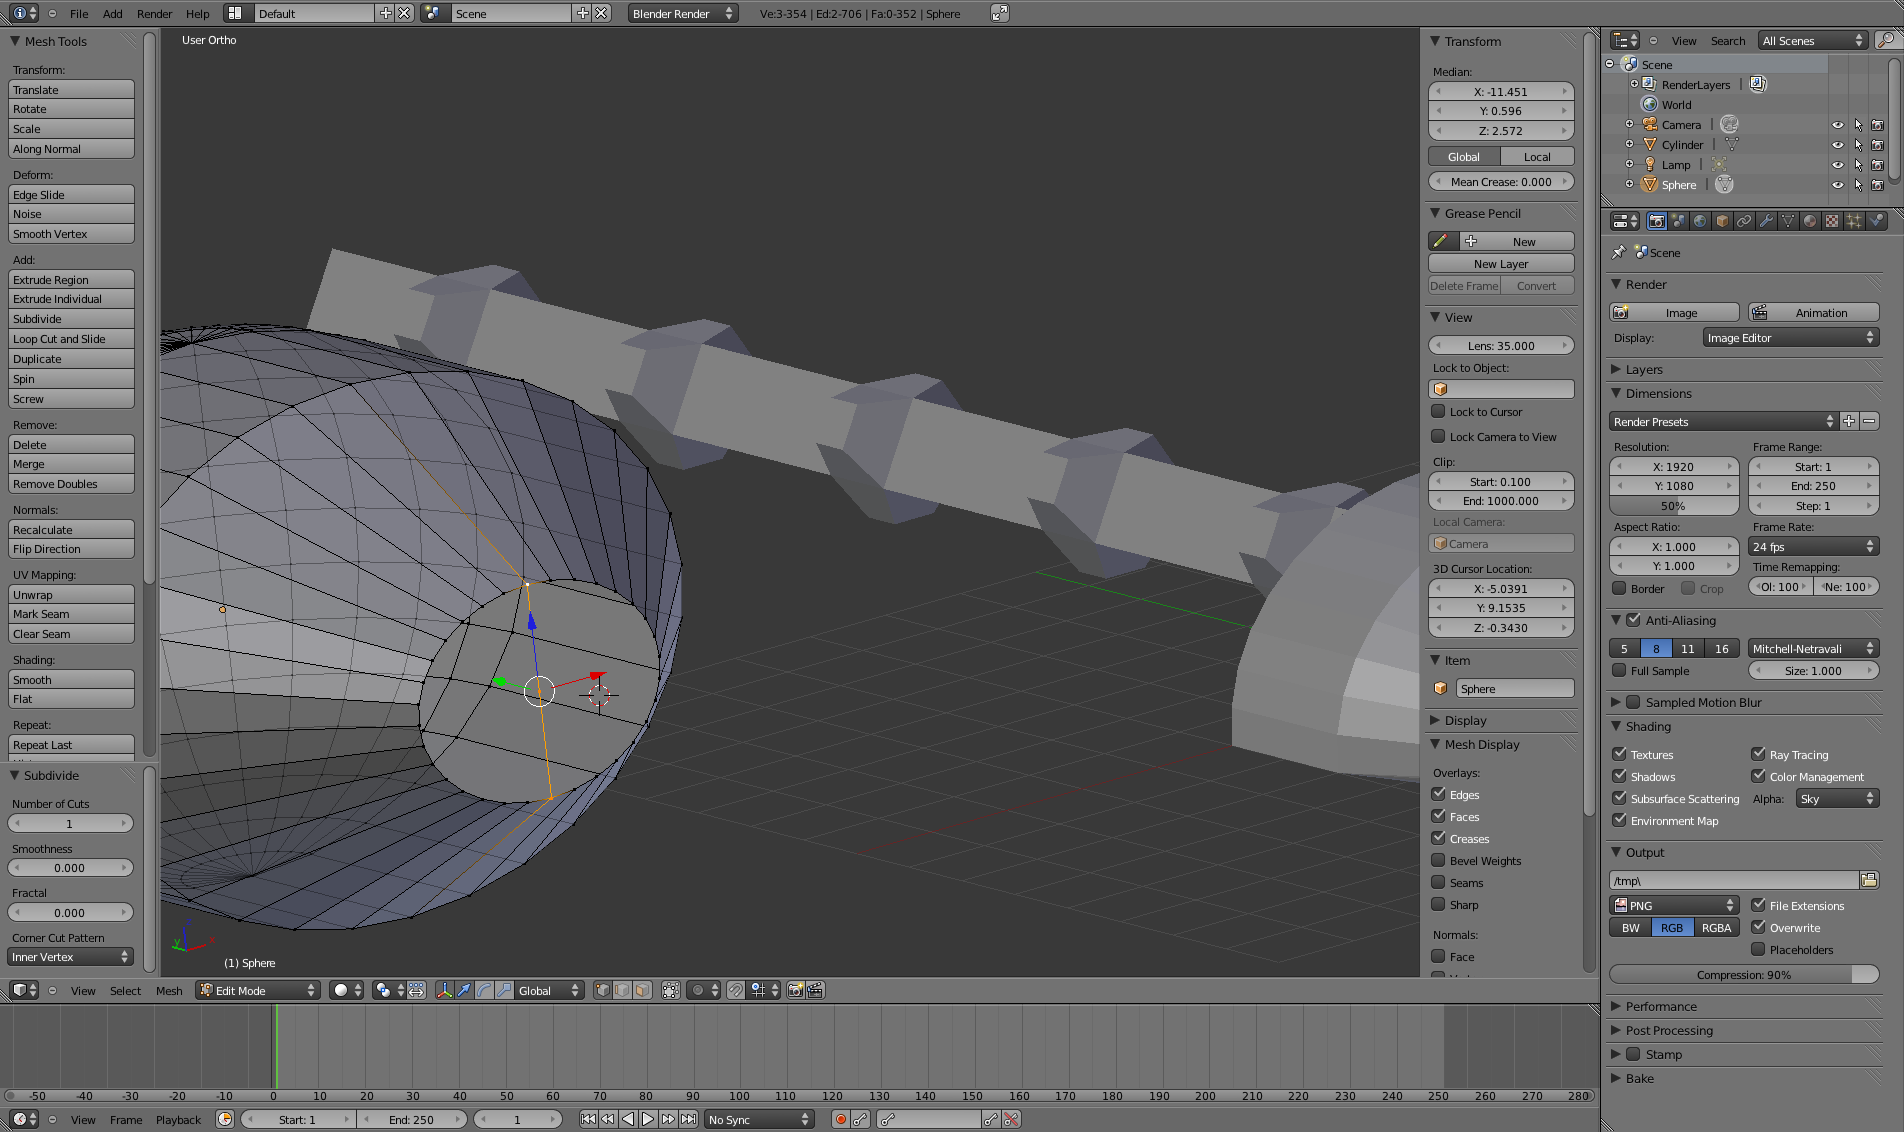 File Add Render Help Default Scene Blender Render Ve:3-354 | Ed:2-706 | Fa:0-352 | Sphere
Mesh Tools
Transform:
Translate
Rotate
Scale
Along Normal
Deform:
Edge Slide
Noise
Smooth Vertex
Add:
Extrude Region
Extrude Individual
Subdivide
Loop Cut and Slide
Duplicate
Spin
Screw
Remove:
Delete
Merge
Remove Doubles
Normals:
Recalculate
Flip Direction
UV Mapping:
Unwrap
Mark Seam
Clear Seam
Shading:
Smooth
Flat
Repeat:
Repeat Last
Subdivide
Number of Cuts
1
Smoothness
0.000
Fractal
0.000
Corner Cut Pattern
Inner Vertex
User Ortho
(1) Sphere
Transform
Median:
X: -11.451
Y: 0.596
Z: 2.572
Global Local
Mean Crease: 0.000
Grease Pencil
New
New Layer
Delete Frame Convert
View
Lens: 35.000
Lock to Object:
Lock to Cursor
Lock Camera to View
Clip:
Start: 0.100
End: 1000.000
Local Camera:
Camera
3D Cursor Location:
X: -5.0391
Y: 9.1535
Z: -0.3430
Item
Sphere
Display
Mesh Display
Overlays:
Edges
Faces
Creases
Bevel Weights
Seams
Sharp
Normals:
Face
View Search All Scenes
Scene
RenderLayers
World
Camera
Cylinder
Lamp
Sphere
Scene
Render
Image Animation
Display: Image Editor
Layers
Dimensions
Render Presets
Resolution: Frame Range:
X: 1920 Start: 1
Y: 1080 End: 250
50% Step: 1
Aspect Ratio: Frame Rate:
X: 1.000 24 fps
Y: 1.000 Time Remapping:
Border Crop Ol: 100 Ne: 100
Anti-Aliasing
5 8 11 16 Mitchell-Netravali
Full Sample Size: 1.000
Sampled Motion Blur
Shading
Textures Ray Tracing
Shadows Color Management
Subsurface Scattering Alpha: Sky
Environment Map
Output
/tmp\
PNG File Extensions
BW RGB RGBA Overwrite
Placeholders
Compression: 90%
Performance
Post Processing
Stamp
Bake
View Select Mesh Edit Mode Global
-50 -40 -30 -20 -10 0 10 20 30 40 50 60 70 80 90 100 110 120 130 140 150 160 170 180 190 200 210 220 230 240 250 260 270 280
View Frame Playback Start: 1 End: 250 1 No Sync